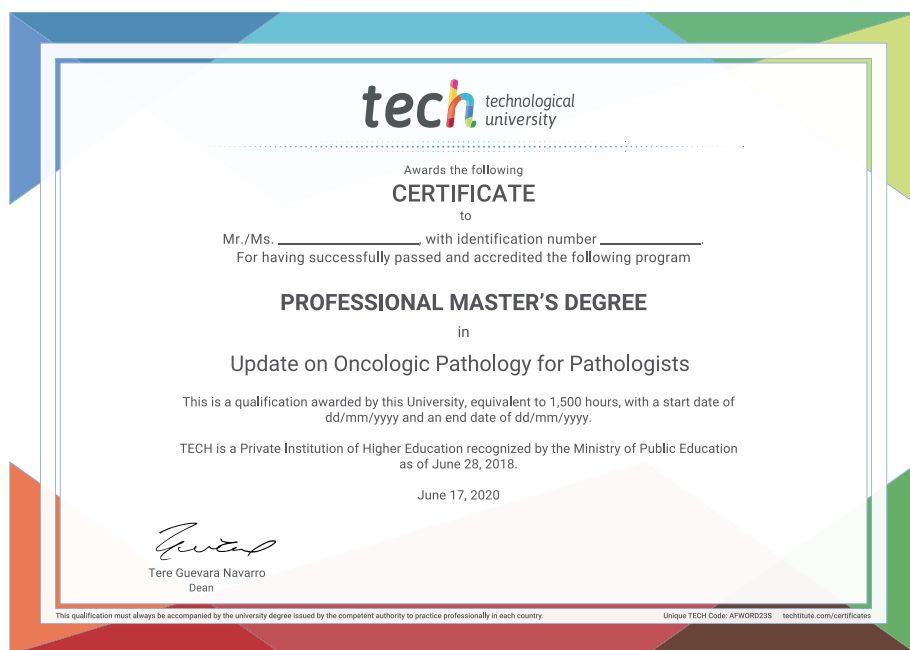 tech technological
university
Awards the following
CERTIFICATE
to
Mr./Ms. ____________________, with identification number ______________.
For having successfully passed and accredited the following program
PROFESSIONAL MASTER'S DEGREE
in
Update on Oncologic Pathology for Pathologists
This is a qualification awarded by this University, equivalent to 1,500 hours, with a start date of
dd/mm/yyyy and an end date of dd/mm/yyyy.
TECH is a Private Institution of Higher Education recognized by the Ministry of Public Education
as of June 28, 2018.
June 17, 2020
Tere Guevara Navarro
Dean
This qualification must always be accompanied by the university degree issued by the competent authority to practice professionally in each country. Unique TECH Code: AFWORD23S techtitute.com/certificates